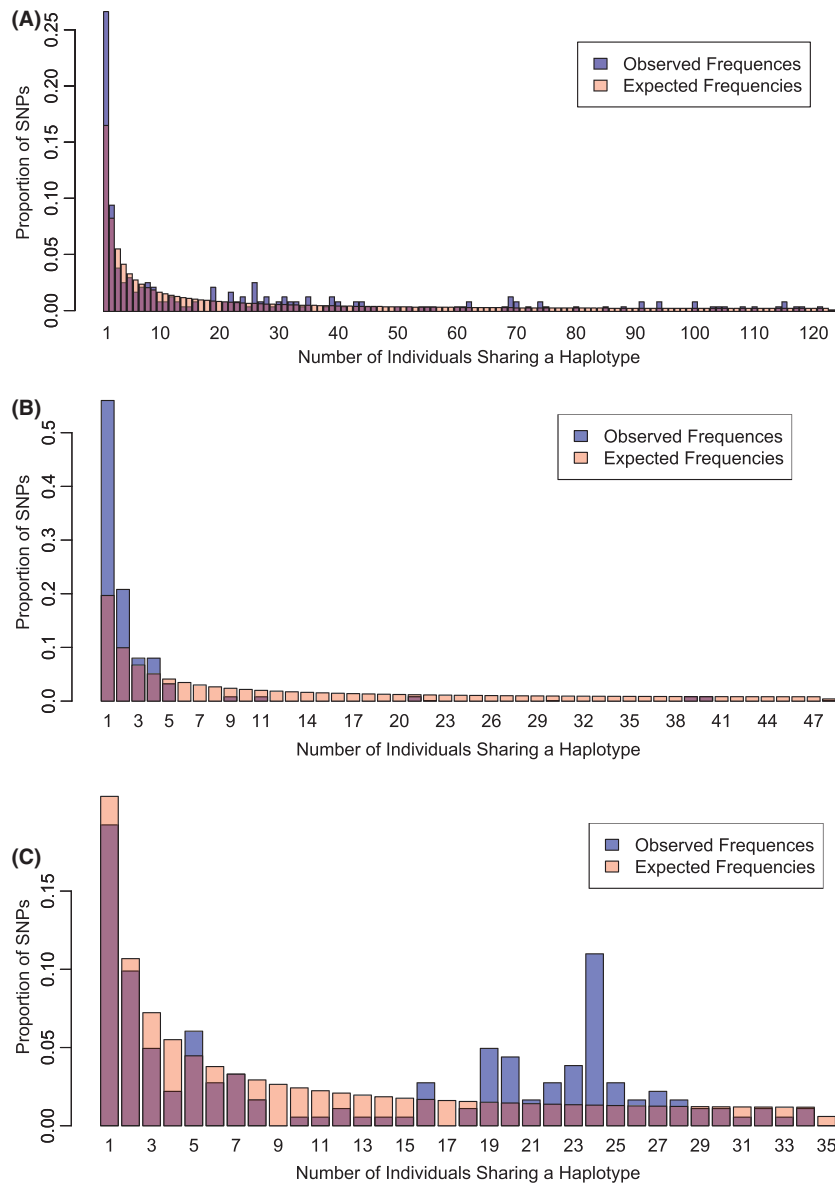 (A)
0.25
0.20
0.15
0.10
0.05
0.00
Proportion of SNPs
Observed Frequencies
Expected Frequencies
1 10 20 30 40 50 60 70 80 90 100 110 120
Number of Individuals Sharing a Haplotype
(B)
0.5
0.4
0.3
0.2
0.1
0.0
Proportion of SNPs
Observed Frequences
Expected Frequencies
1 3 5 7 9 11 14 17 20 23 26 29 32 35 38 41 44 47
Number of Individuals Sharing a Haplotype
(C)
0.15
0.10
0.05
0.00
Proportion of SNPs
Observed Frequences
Expected Frequencies
1 3 5 7 9 11 13 15 17 19 21 23 25 27 29 31 33 35
Number of Individuals Sharing a Haplotype